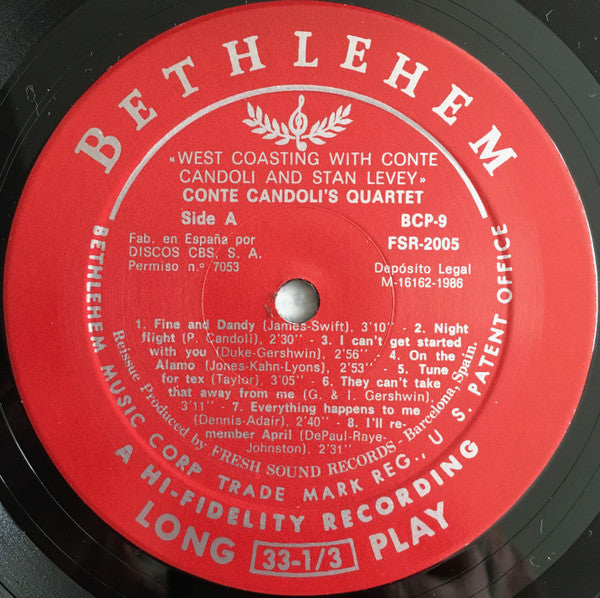 BETHLEHEM
«WEST COASTING WITH CONTE
CANDOLI AND STAN LEVEY»
CONTE CANDOLI'S QUARTET
Side A
BCP-9
Fab. en España por
DISCOS CBS, S. A.
Permiso n.º 7053
FSR-2005
Depósito Legal
M-16162-1986
1. Fine and Dandy (James-Swift), 3'10'' - 2. Night
flight (P. Candoli), 2'30'' - 3. I can't get started
with you (Duke-Gershwin), 2'56'' - 4. On the
Alamo (Jones-Kahn-Lyons), 2'53'' - 5. Tune
for tex (Taylor), 3'05'' - 6. They can't take
that away from me (G. & I. Gershwin),
3'11'' - 7. Everything happens to me
(Dennis-Adair), 2'40'' - 8. I'll re-
member April (DePaul-Raye-
Johnston). 2'31''
Reissue Produced by FRESH SOUND RECORDS - Barcelona, Spain.
BETHLEHEM MUSIC CORP TRADE MARK REG., U. S. PATENT OFFICE
A HI-FIDELITY RECORDING
LONG 33-1/3 PLAY